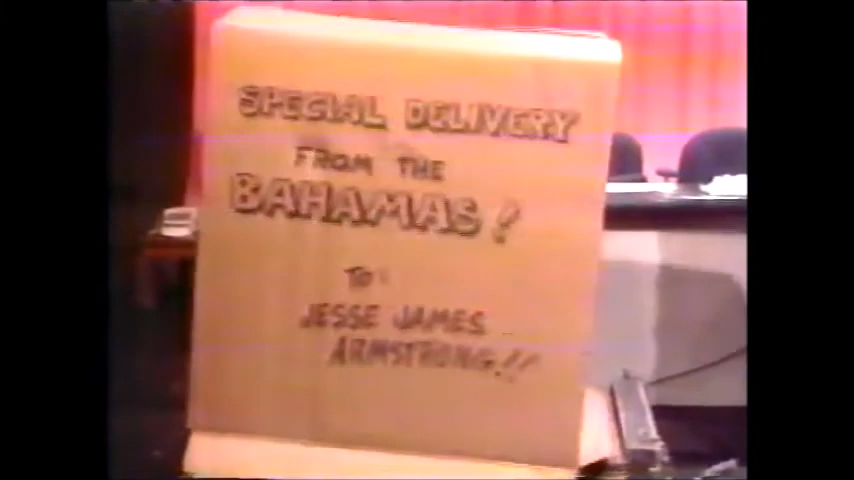 SPECIAL DELIVERY
FROM THE
BAHAMAS!
TO:
JESSE JAMES
ARMSTRONG!!